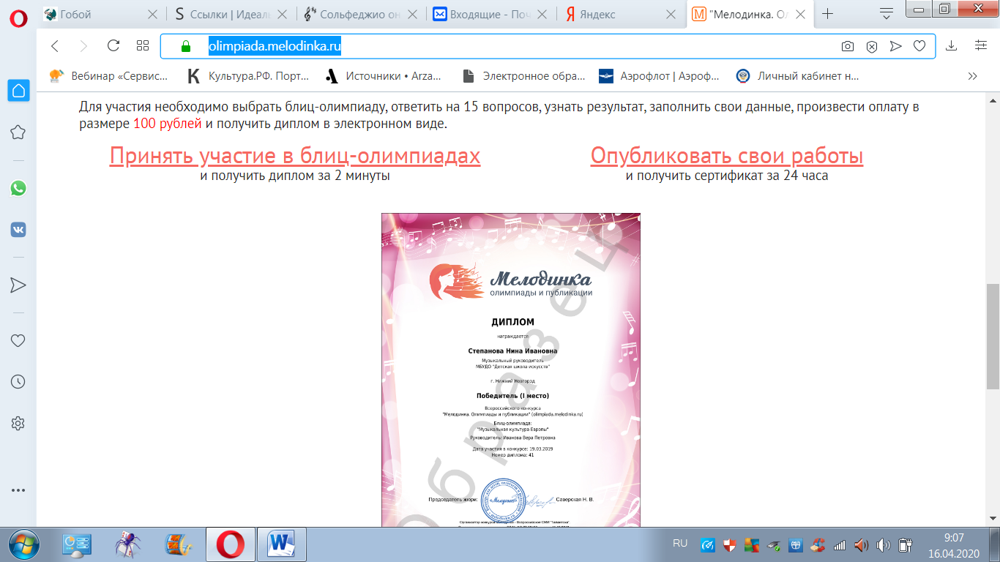 Гобой
Ссылки | Идеаль
Сольфеджио он
Входящие - Поч
Яндекс
"Мелодинка. Ол
olimpiada.melodinka.ru
Вебинар «Сервис...
Культура.РФ. Порт...
Источники • Arza...
Электронное обра...
Аэрофлот | Аэроф...
Личный кабинет н...
Для участия необходимо выбрать блиц-олимпиаду, ответить на 15 вопросов, узнать результат, заполнить свои данные, произвести оплату в
размере 100 рублей и получить диплом в электронном виде.
Принять участие в блиц-олимпиадах
и получить диплом за 2 минуты
Опубликовать свои работы
и получить сертификат за 24 часа
Образец
Мелодинка
олимпиады и публикации
ДИПЛОМ
награждается
Степанова Нина Ивановна
Музыкальный руководитель
МБУДО "Детская школа искусств"
г. Нижний Новгород
Победитель (I место)
Всероссийского конкурса
"Мелодинка. Олимпиады и публикации" (olimpiada.melodinka.ru)
Блиц-олимпиада:
"Музыкальная культура Европы"
Руководитель: Иванова Вера Петровна
Дата участия в конкурсе: 19.03.2019
Номер диплома: 41
Председатель жюри:
«Мелодинка»
Саверская Н. В.
RU
9:07
16.04.2020